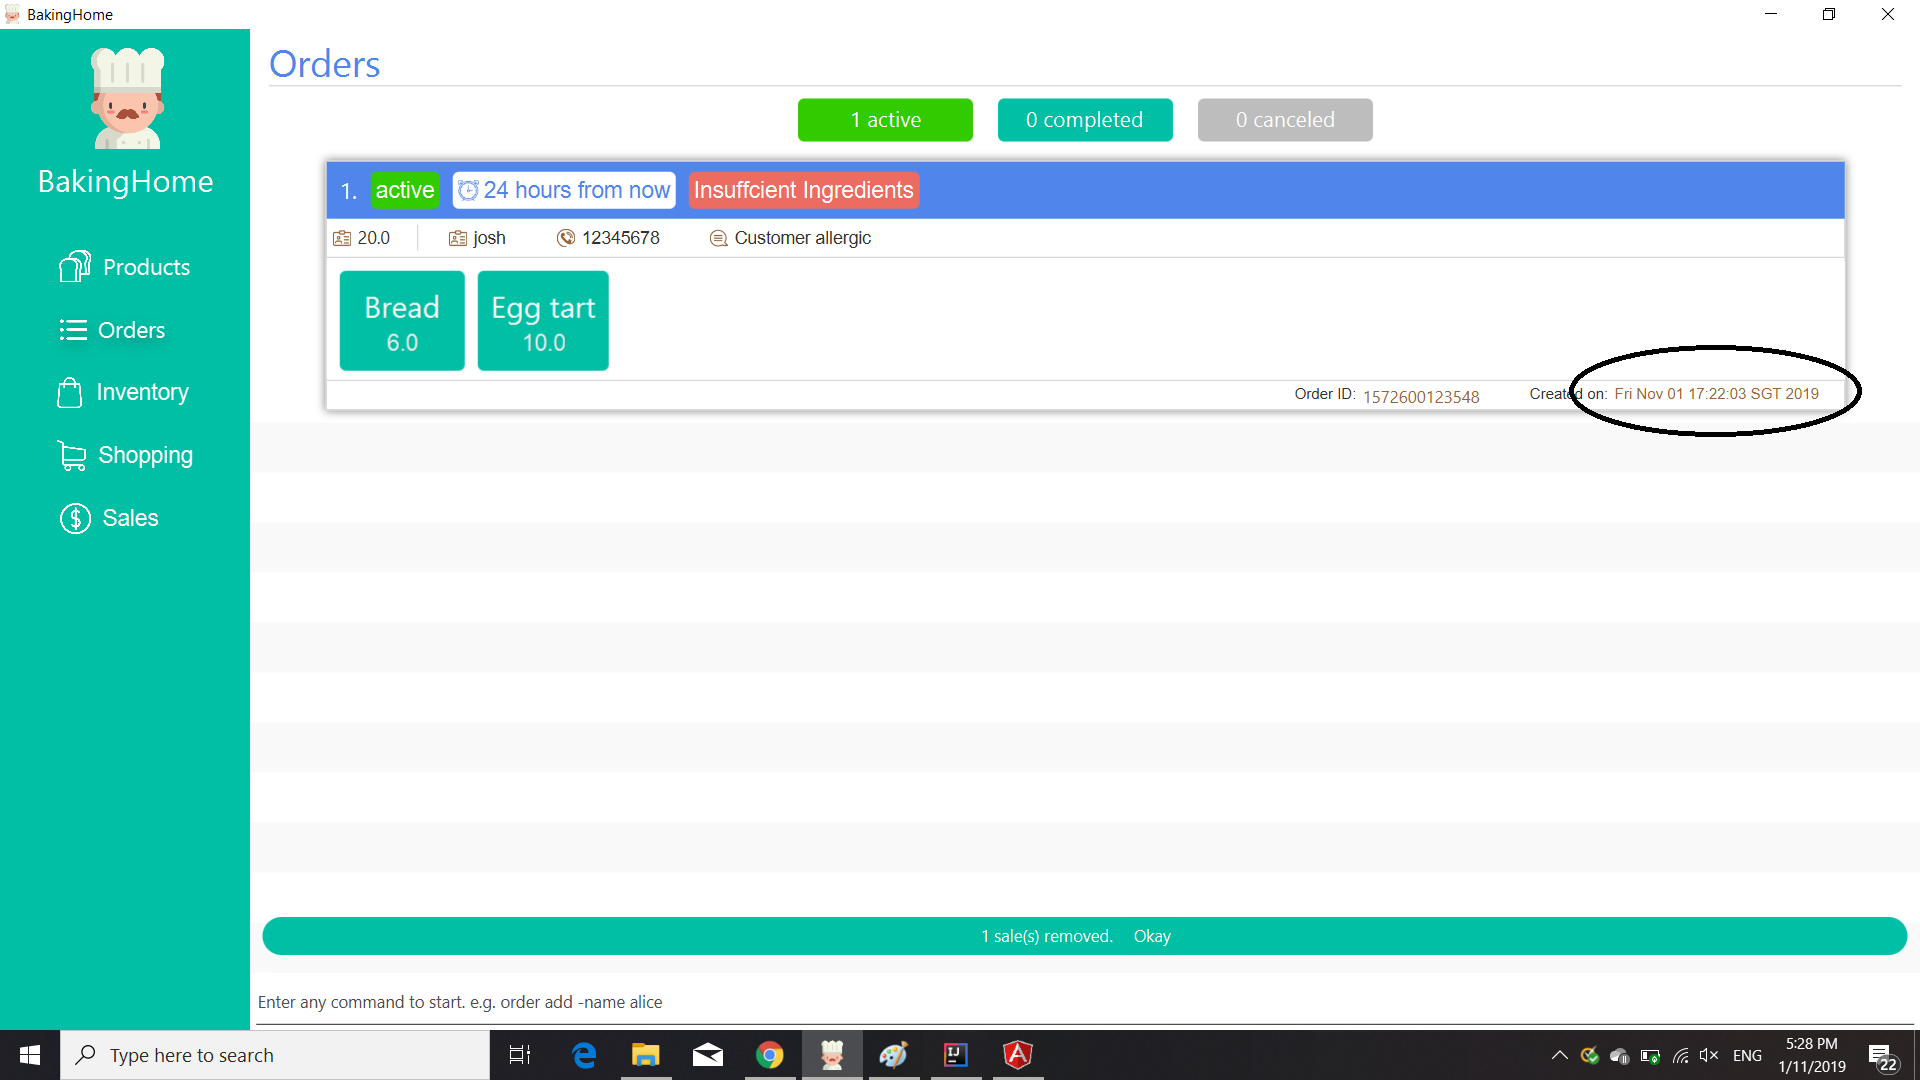 BakingHome
Orders
1 active
0 completed
0 canceled
1.
active
24 hours from now
Insuffcient Ingredients
20.0
josh
12345678
Customer allergic
Bread
6.0
Egg tart
10.0
Order ID: 1572600123548
Created on: Fri Nov 01 17:22:03 SGT 2019
BakingHome
Products
Orders
Inventory
Shopping
Sales
1 sale(s) removed. Okay
Enter any command to start. e.g. order add -name alice
Type here to search
ENG
5:28 PM
1/11/2019
22